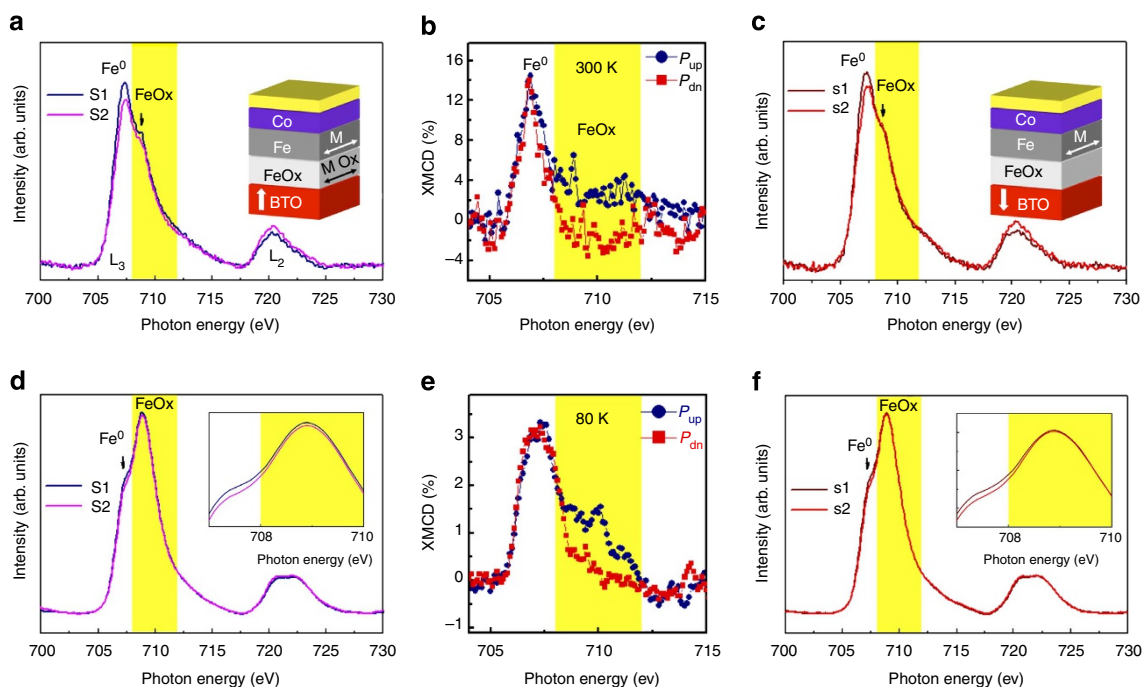 a
Intensity (arb. units)
Fe⁰
S1
S2
FeOx
Co
Fe
M
FeOx
M Ox
BTO
L₃
L₂
700 705 710 715 720 725 730
Photon energy (eV)
b
XMCD (%)
16
12
8
4
0
−4
Fe⁰
300 K
FeOx
Pup
Pdn
705 710 715
Photon energy (ev)
c
Intensity (arb. units)
Fe⁰
s1
s2
FeOx
Co
Fe
M
FeOx
BTO
700 705 710 715 720 725 730
Photon energy (eV)
d
Intensity (arb. units)
FeOx
Fe⁰
S1
S2
708 710
Photon energy (eV)
700 705 710 715 720 725 730
Photon energy (eV)
e
XMCD (%)
3
2
1
0
−1
80 K
Pup
Pdn
705 710 715
Photon energy (ev)
f
Intensity (arb. units)
FeOx
Fe⁰
s1
s2
708 710
Photon energy (eV)
700 705 710 715 720 725 730
Photon energy (eV)